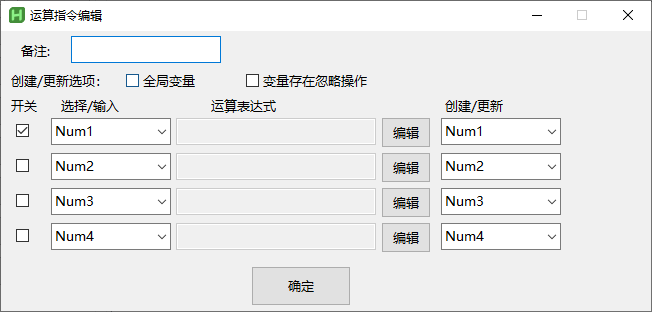 运算指令编辑
备注:
创建/更新选项: 全局变量 变量存在忽略操作
开关 选择/输入 运算表达式 创建/更新
Num1 编辑 Num1
Num2 编辑 Num2
Num3 编辑 Num3
Num4 编辑 Num4
确定